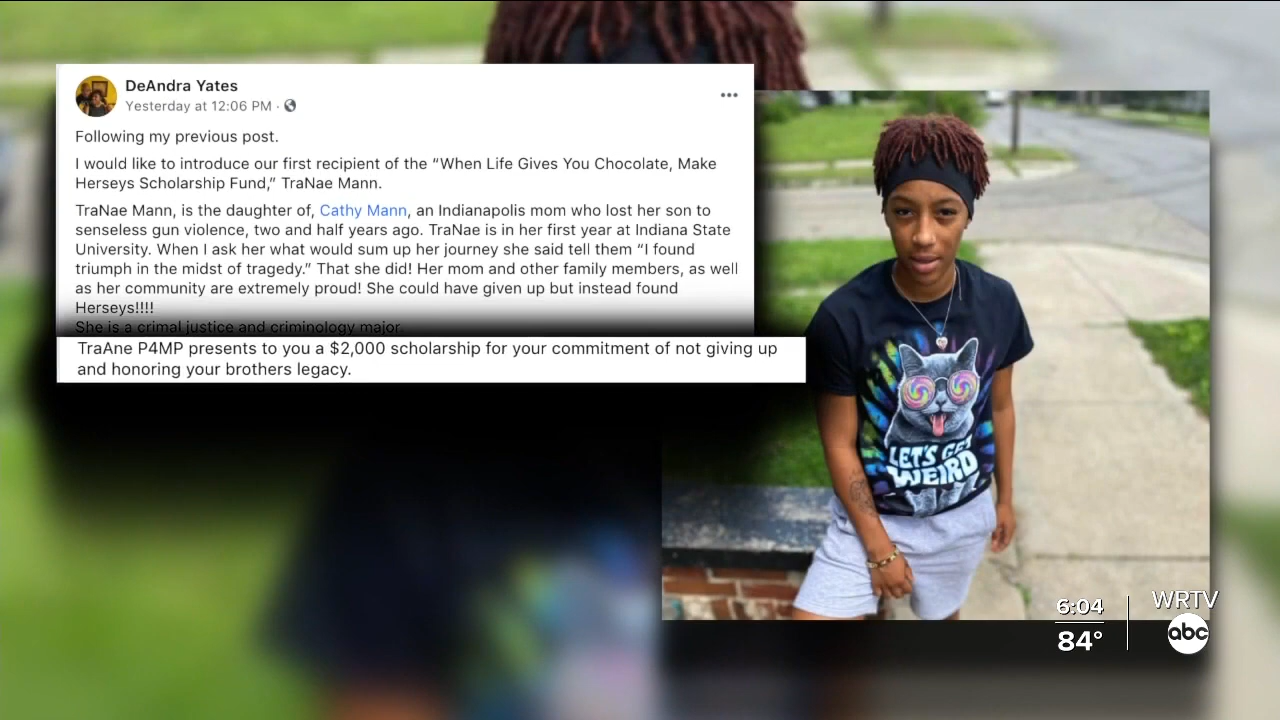 DeAndra Yates
Yesterday at 12:06 PM ·
Following my previous post.
I would like to introduce our first recipient of the “When Life Gives You Chocolate, Make
Herseys Scholarship Fund,” TraNae Mann.
TraNae Mann, is the daughter of, Cathy Mann, an Indianapolis mom who lost her son to
senseless gun violence, two and half years ago. TraNae is in her first year at Indiana State
University. When I ask her what would sum up her journey she said tell them “I found
triumph in the midst of tragedy.” That she did! Her mom and other family members, as well
as her community are extremely proud! She could have given up but instead found
Herseys!!!!
She is a crimal justice and criminology major.
TraAne P4MP presents to you a $2,000 scholarship for your commitment of not giving up
and honoring your brothers legacy.
LET'S GET
WEIRD
6:04
84°
WRTV
abc